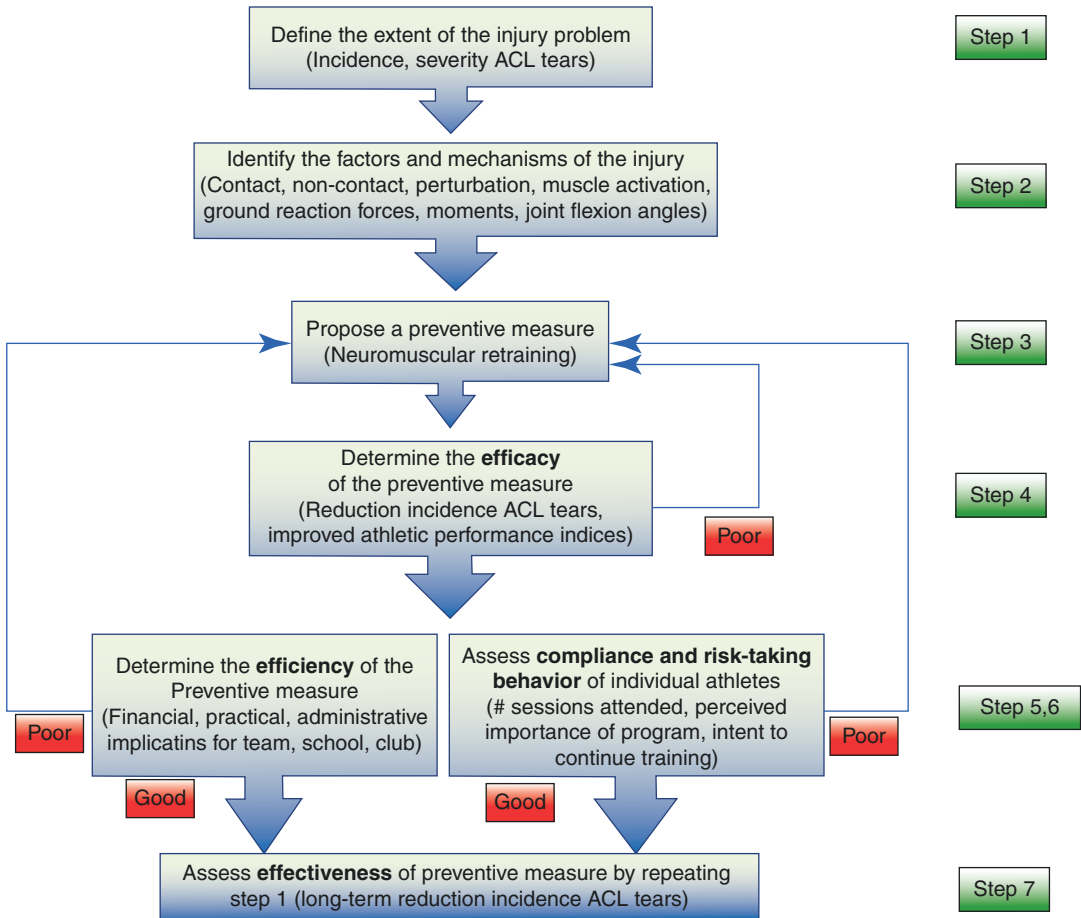 Define the extent of the injury problem
(Incidence, severity ACL tears)
Step 1
Identify the factors and mechanisms of the injury
(Contact, non-contact, perturbation, muscle activation,
ground reaction forces, moments, joint flexion angles)
Step 2
Propose a preventive measure
(Neuromuscular retraining)
Step 3
Determine the efficacy
of the preventive measure
(Reduction incidence ACL tears,
improved athletic performance indices)
Poor
Step 4
Determine the efficiency of the
Preventive measure
(Financial, practical, administrative
implicatins for team, school, club)
Poor
Good
Assess compliance and risk-taking
behavior of individual athletes
(# sessions attended, perceived
importance of program, intent to
continue training)
Poor
Good
Step 5,6
Assess effectiveness of preventive measure by repeating
step 1 (long-term reduction incidence ACL tears)
Step 7